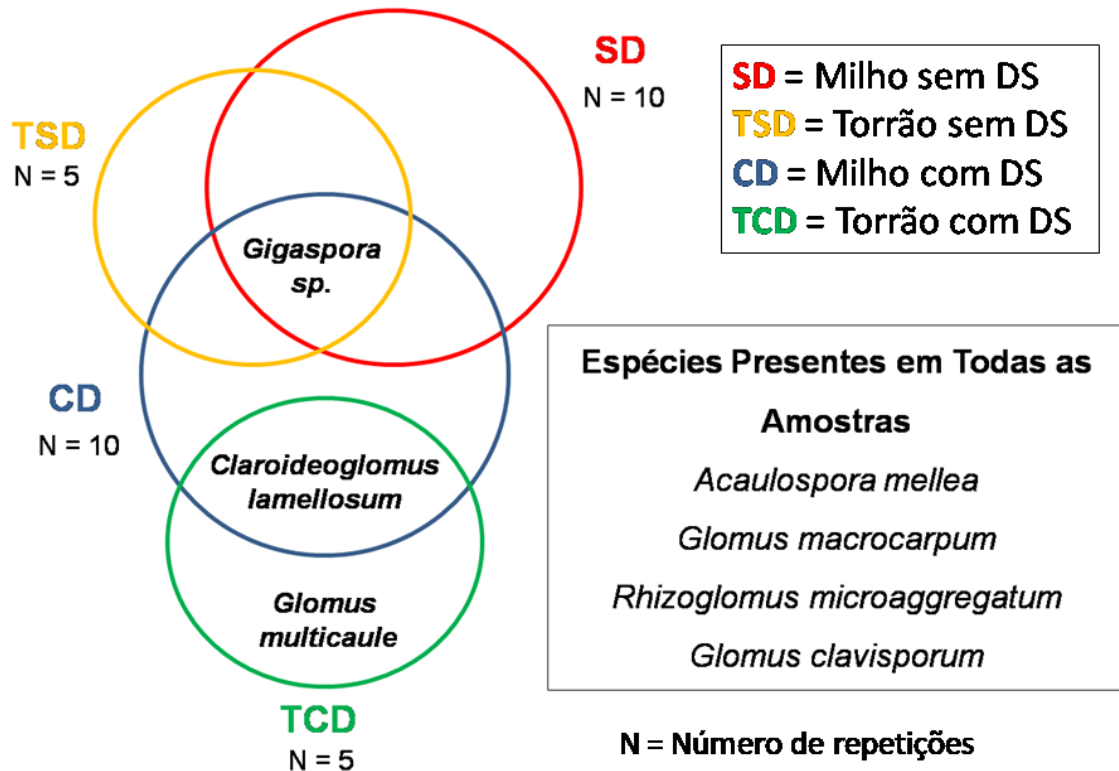 SD
N = 10
TSD
N = 5
Gigaspora
sp.
CD
N = 10
Claroideoglomus
lamellosum
Glomus
multicaule
TCD
N = 5
SD = Milho sem DS
TSD = Torrão sem DS
CD = Milho com DS
TCD = Torrão com DS
Espécies Presentes em Todas as
Amostras
Acaulospora mellea
Glomus macrocarpum
Rhizoglomus microaggregatum
Glomus clavisporum
N = Número de repetições